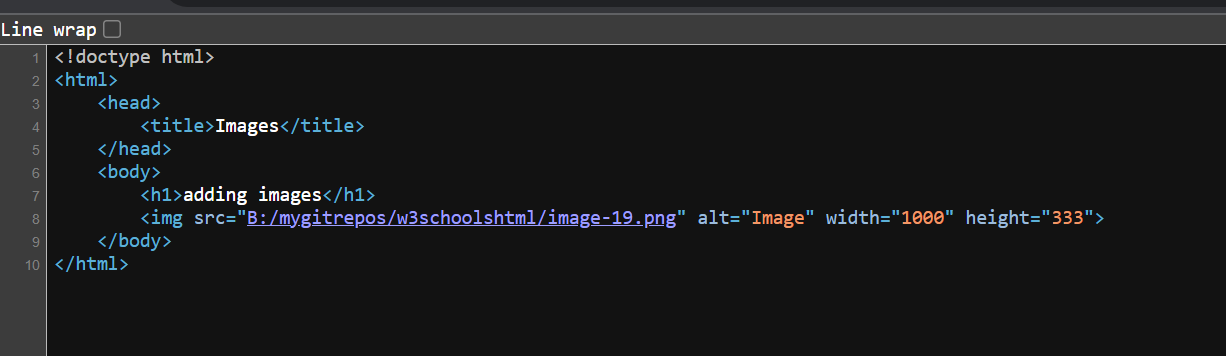 Line wrap
1 <!doctype html>
2 <html>
3     <head>
4         <title>Images</title>
5     </head>
6     <body>
7         <h1>adding images</h1>
8         <img src="B:/mygitrepos/w3schoolshtml/image-19.png" alt="Image" width="1000" height="333">
9     </body>
10 </html>